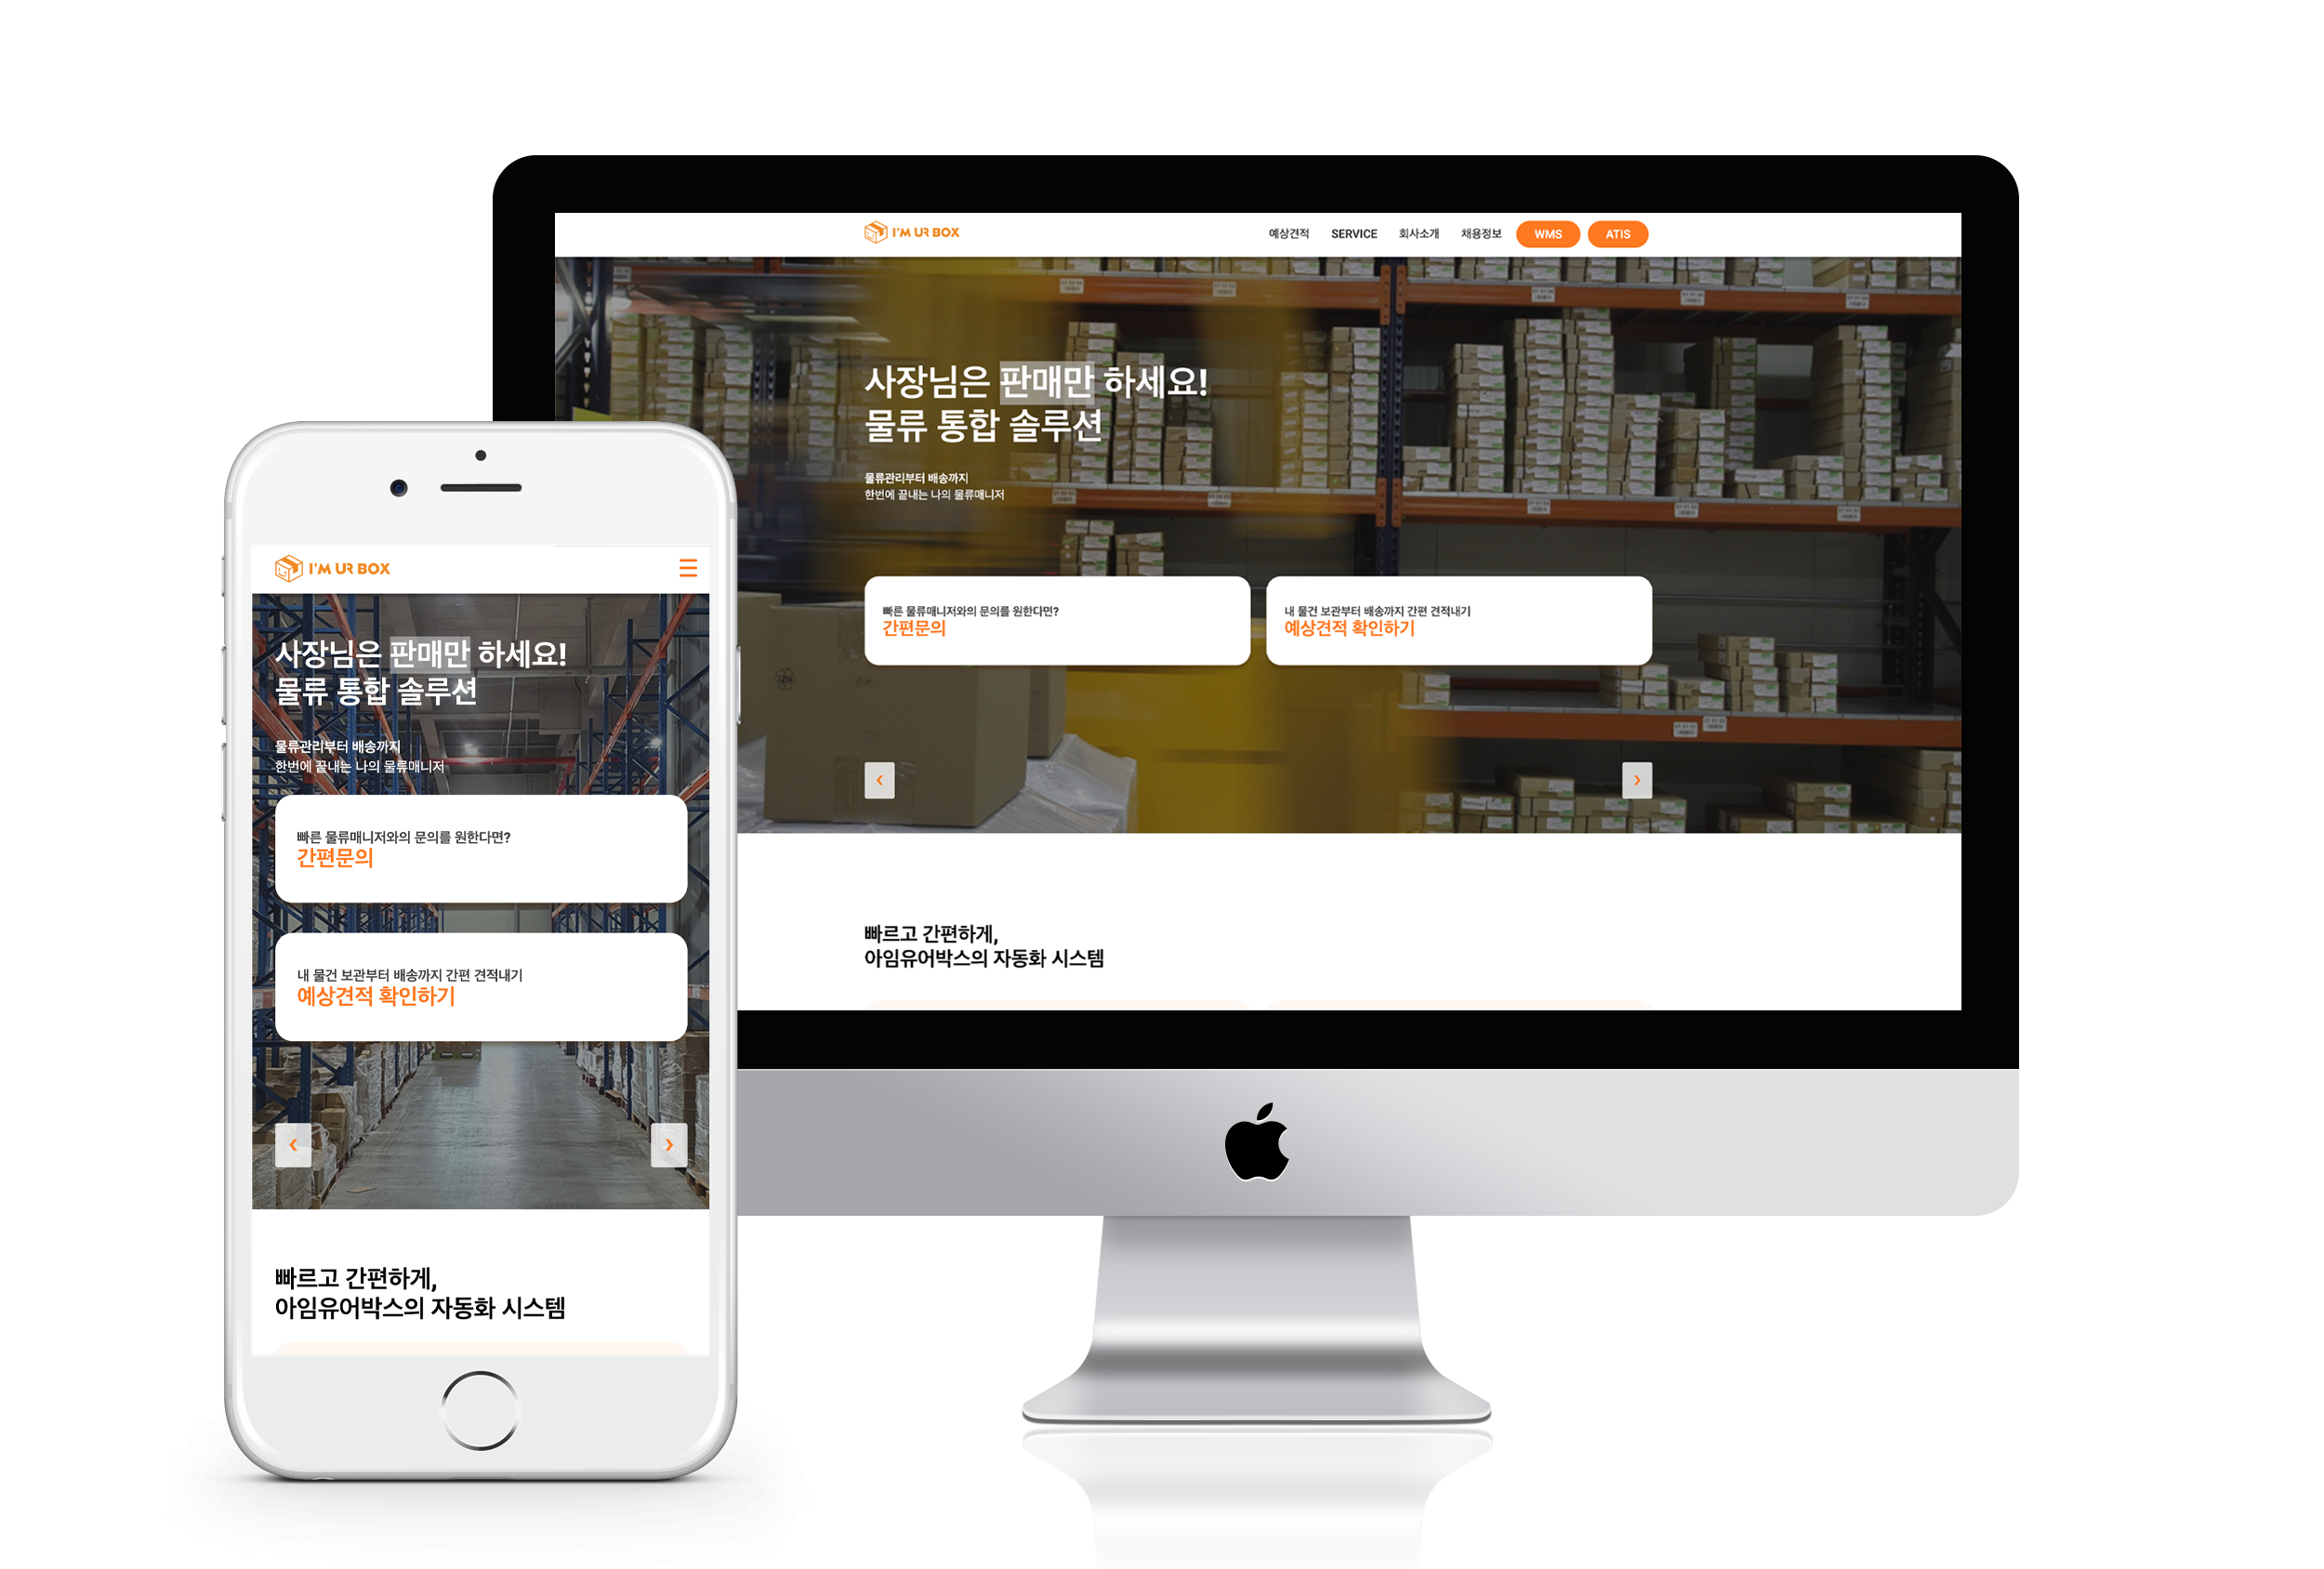 I'M UR BOX
예상견적 SERVICE 회사소개 채용정보 WMS ATIS
사장님은 판매만 하세요!
물류 통합 솔루션
물류관리부터 배송까지
한번에 끝내는 나의 물류매니저
빠른 물류매니저와의 문의를 원한다면?
간편문의
내 물건 보관부터 배송까지 간편 견적내기
예상견적 확인하기
빠르고 간편하게,
아임유어박스의 자동화 시스템
I'M UR BOX
사장님은 판매만 하세요!
물류 통합 솔루션
물류관리부터 배송까지
한번에 끝내는 나의 물류매니저
빠른 물류매니저와의 문의를 원한다면?
간편문의
내 물건 보관부터 배송까지 간편 견적내기
예상견적 확인하기
빠르고 간편하게,
아임유어박스의 자동화 시스템